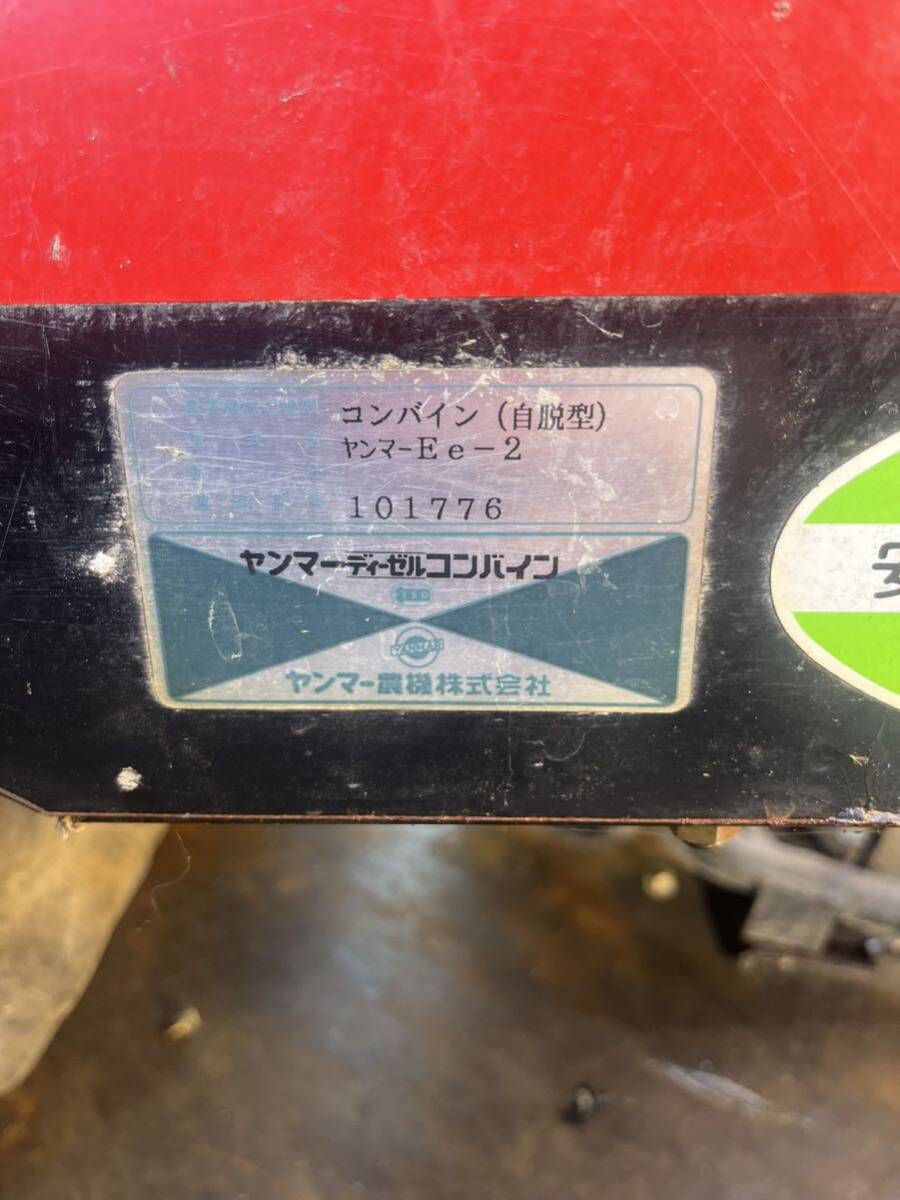 コンバイン（自脱型）
ヤンマーＥｅ－２
１０１７７６
ヤンマーディーゼルコンバイン
YANMAR
ヤンマー農機株式会社